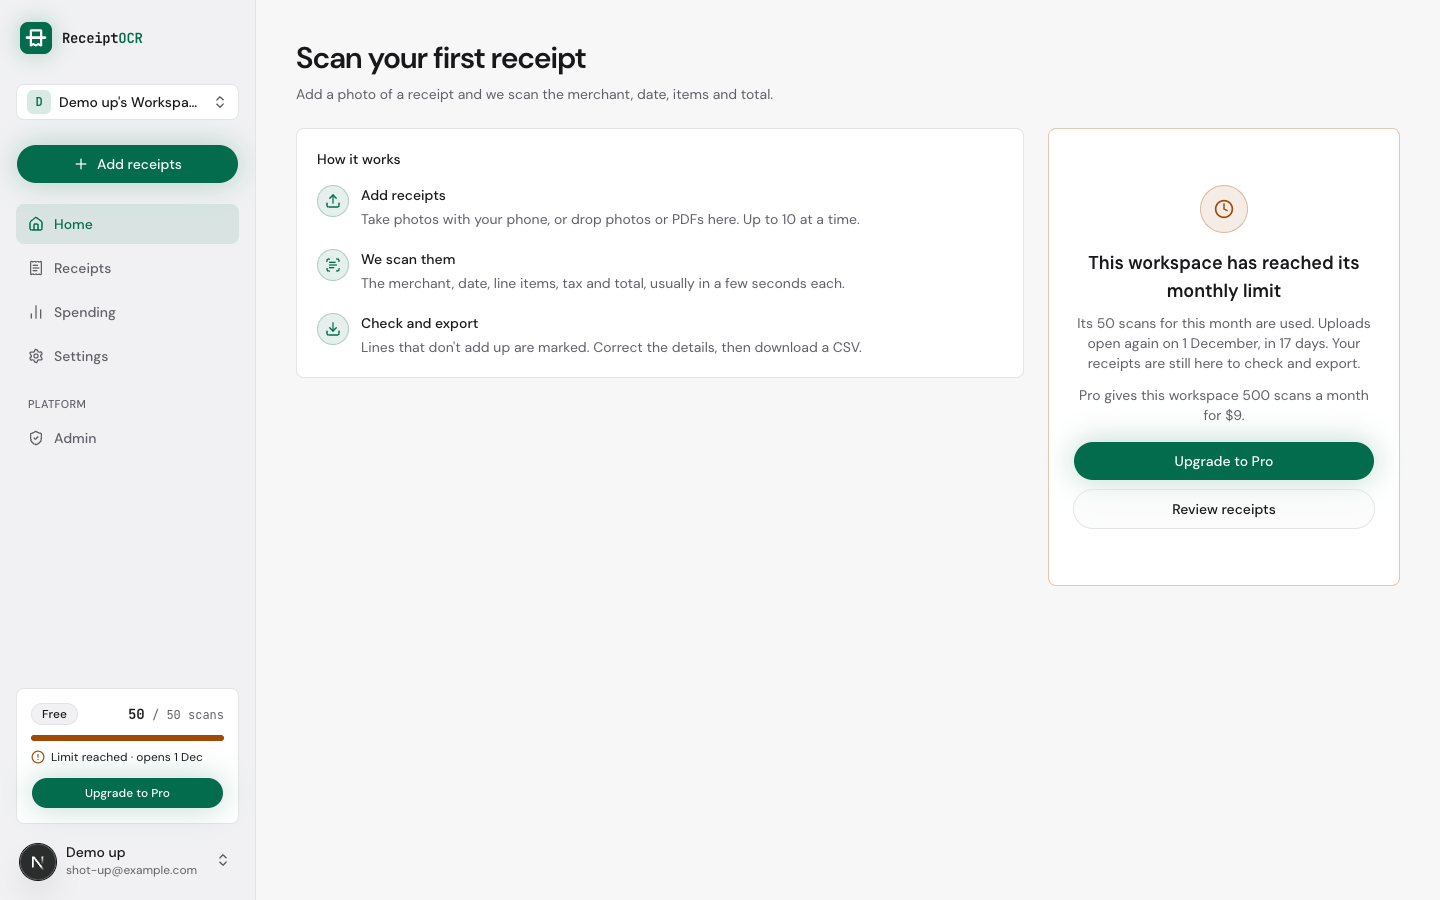 ReceiptOCR
D Demo up's Workspa...
+ Add receipts
Home
Receipts
Spending
Settings
PLATFORM
Admin
Free 50 / 50 scans
Limit reached · opens 1 Dec
Upgrade to Pro
N
Demo up
shot-up@example.com
Scan your first receipt
Add a photo of a receipt and we scan the merchant, date, items and total.
How it works
Add receipts
Take photos with your phone, or drop photos or PDFs here. Up to 10 at a time.
We scan them
The merchant, date, line items, tax and total, usually in a few seconds each.
Check and export
Lines that don't add up are marked. Correct the details, then download a CSV.
This workspace has reached its
monthly limit
Its 50 scans for this month are used. Uploads
open again on 1 December, in 17 days. Your
receipts are still here to check and export.
Pro gives this workspace 500 scans a month
for $9.
Upgrade to Pro
Review receipts